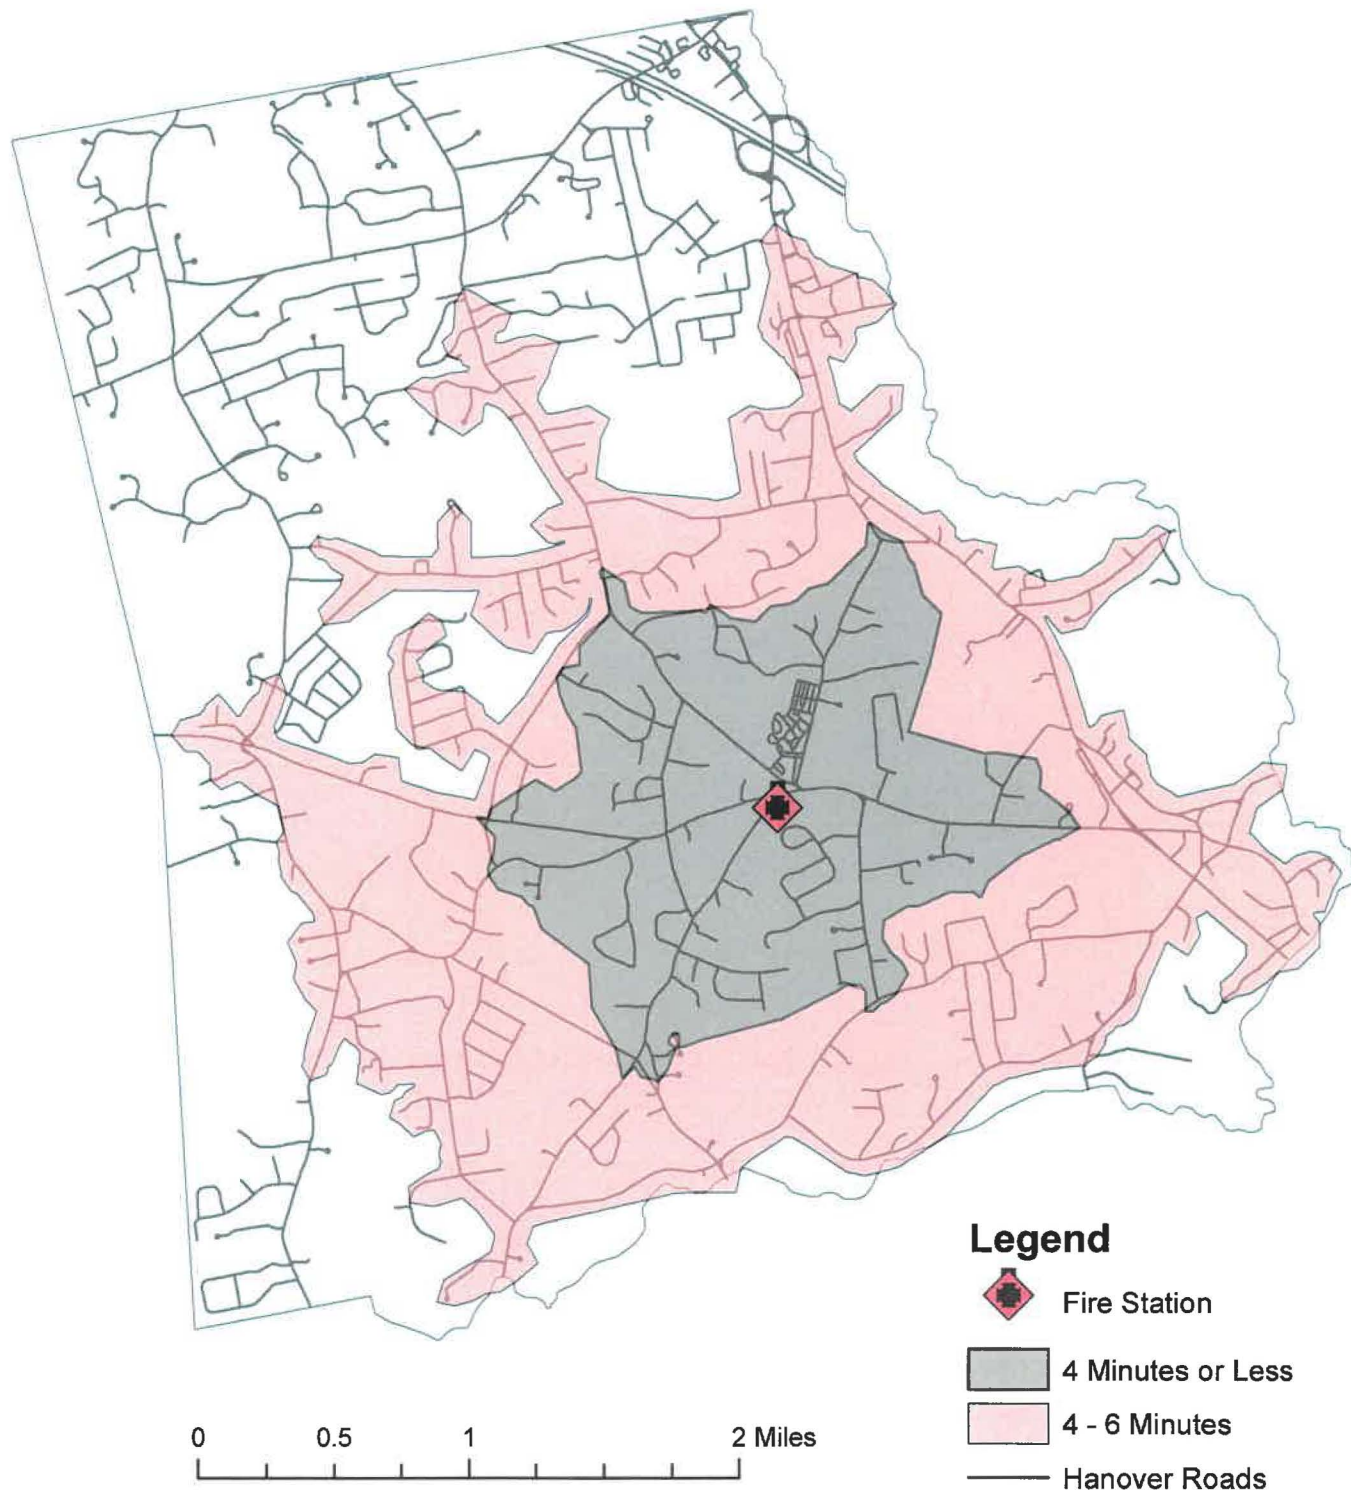 Legend
Fire Station
4 Minutes or Less
4 - 6 Minutes
Hanover Roads
0 0.5 1 2 Miles